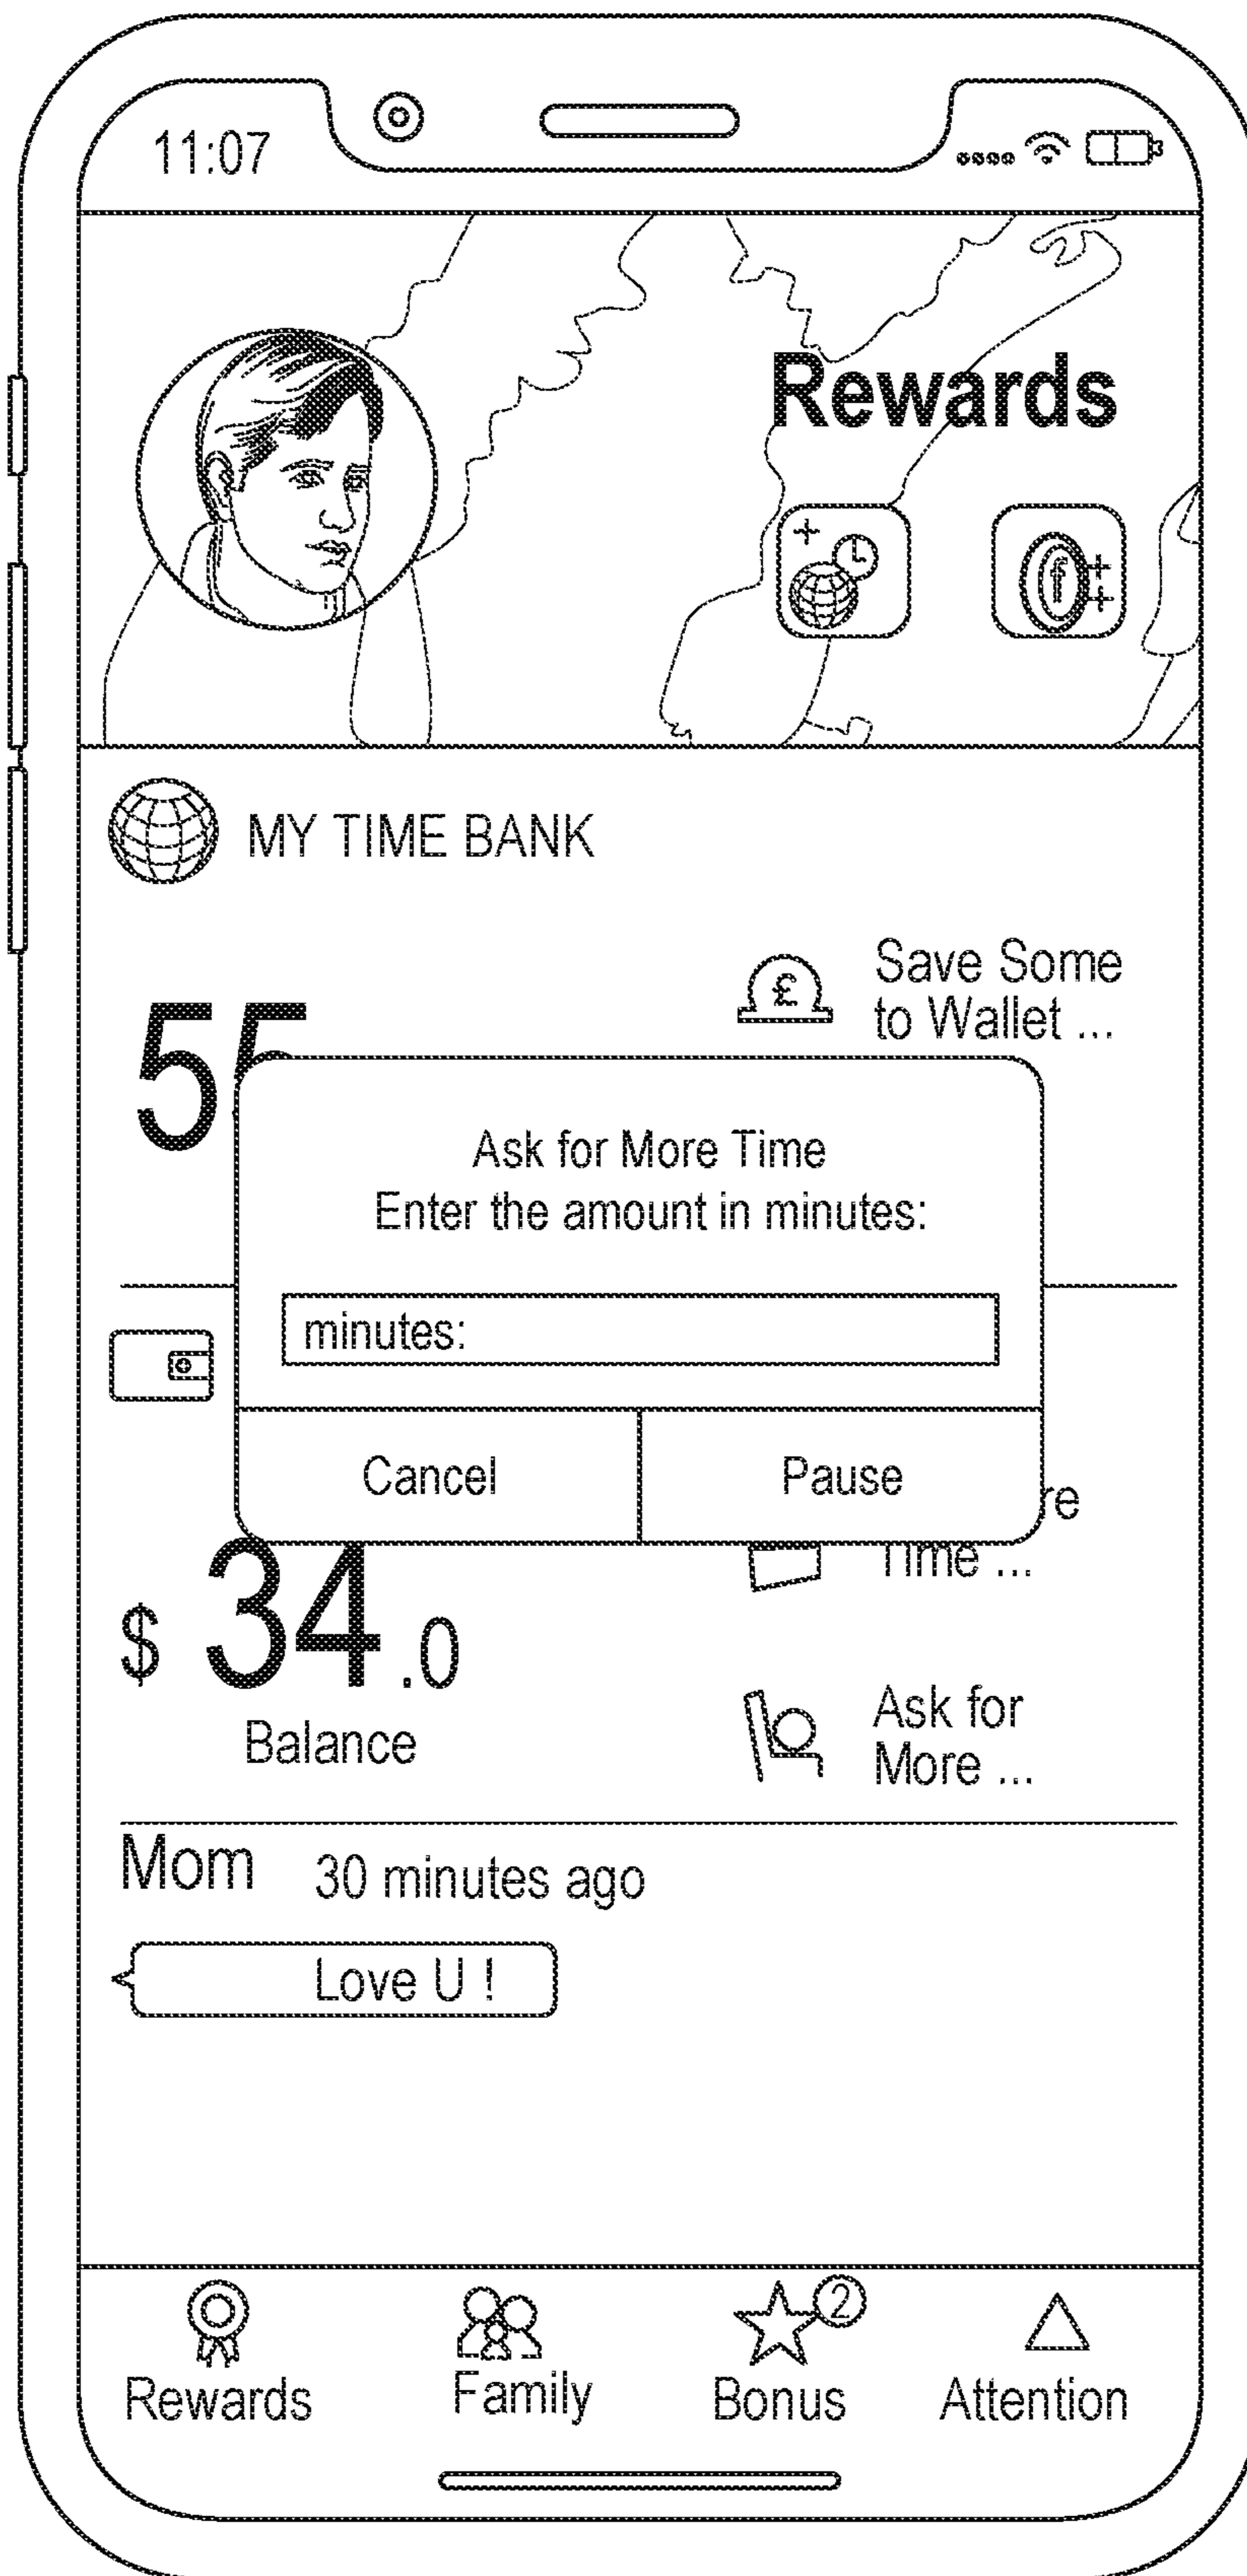 11:07
Rewards
MY TIME BANK
Save Some
to Wallet ...
55
Ask for More Time
Enter the amount in minutes:
minutes:
Cancel
Pause
re
Time ...
$ 34 .0
Balance
Ask for
More ...
Mom
30 minutes ago
Love U !
2
Rewards
Family
Bonus
Attention